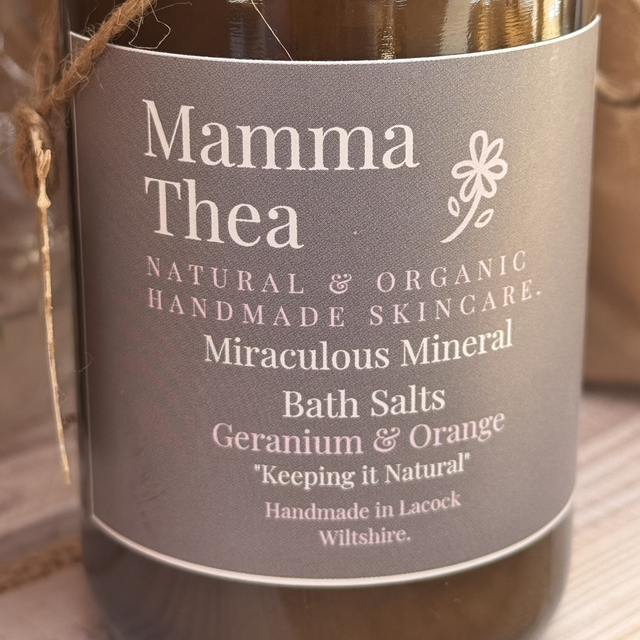 Mamma
Thea
NATURAL & ORGANIC
HANDMADE SKINCARE.
Miraculous Mineral
Bath Salts
Geranium & Orange
"Keeping it Natural"
Handmade in Lacock
Wiltshire.